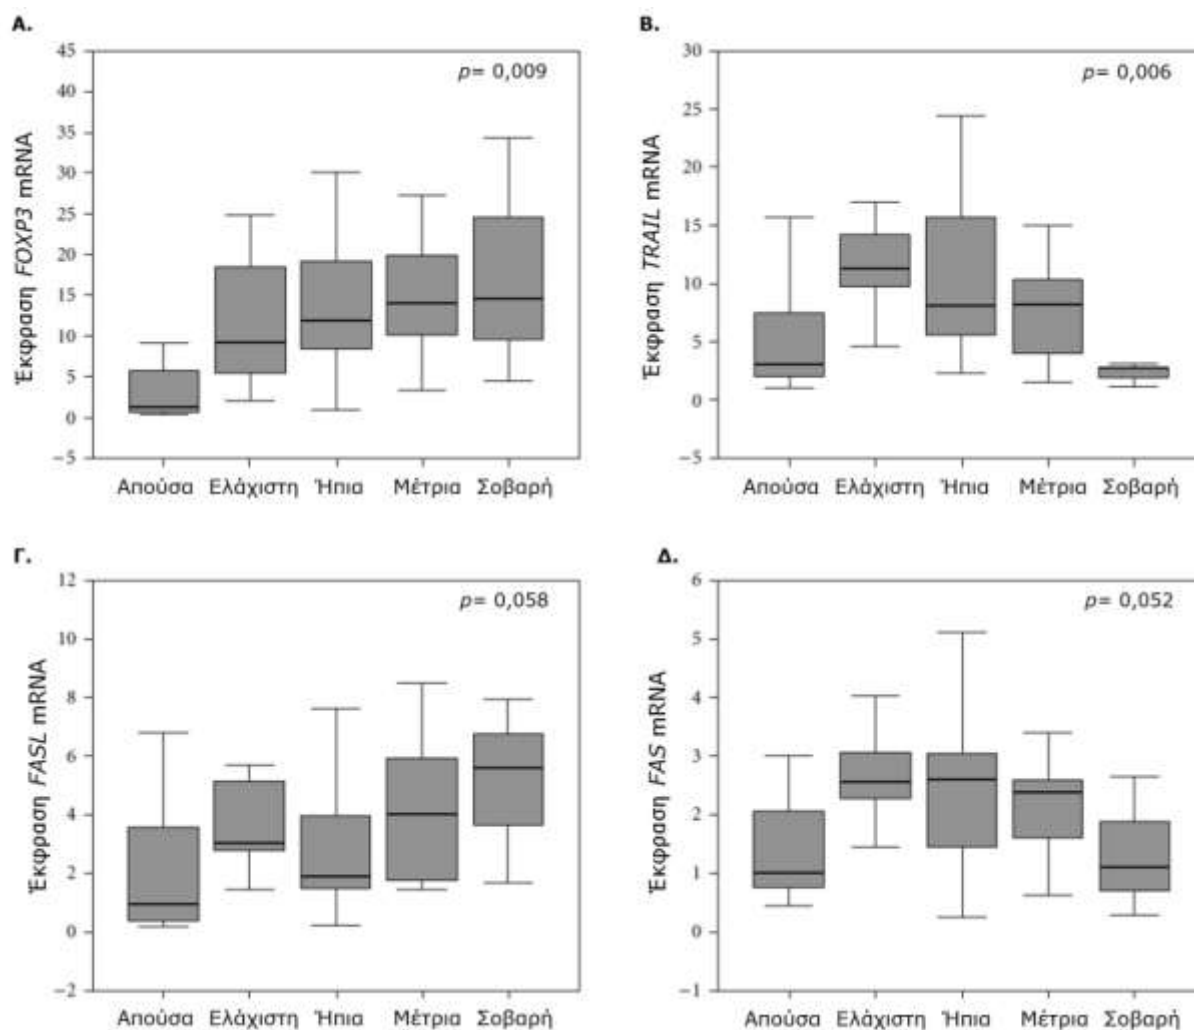 Α.
Έκφραση FOXP3 mRNA
45
40
35
30
25
20
15
10
5
0
−5
p= 0,009
Απούσα Ελάχιστη Ήπια Μέτρια Σοβαρή
Β.
Έκφραση TRAIL mRNA
30
25
20
15
10
5
0
−5
p= 0,006
Απούσα Ελάχιστη Ήπια Μέτρια Σοβαρή
Γ.
Έκφραση FASL mRNA
12
10
8
6
4
2
0
−2
p= 0,058
Απούσα Ελάχιστη Ήπια Μέτρια Σοβαρή
Δ.
Έκφραση FAS mRNA
6
5
4
3
2
1
0
−1
p= 0,052
Απούσα Ελάχιστη Ήπια Μέτρια Σοβαρή